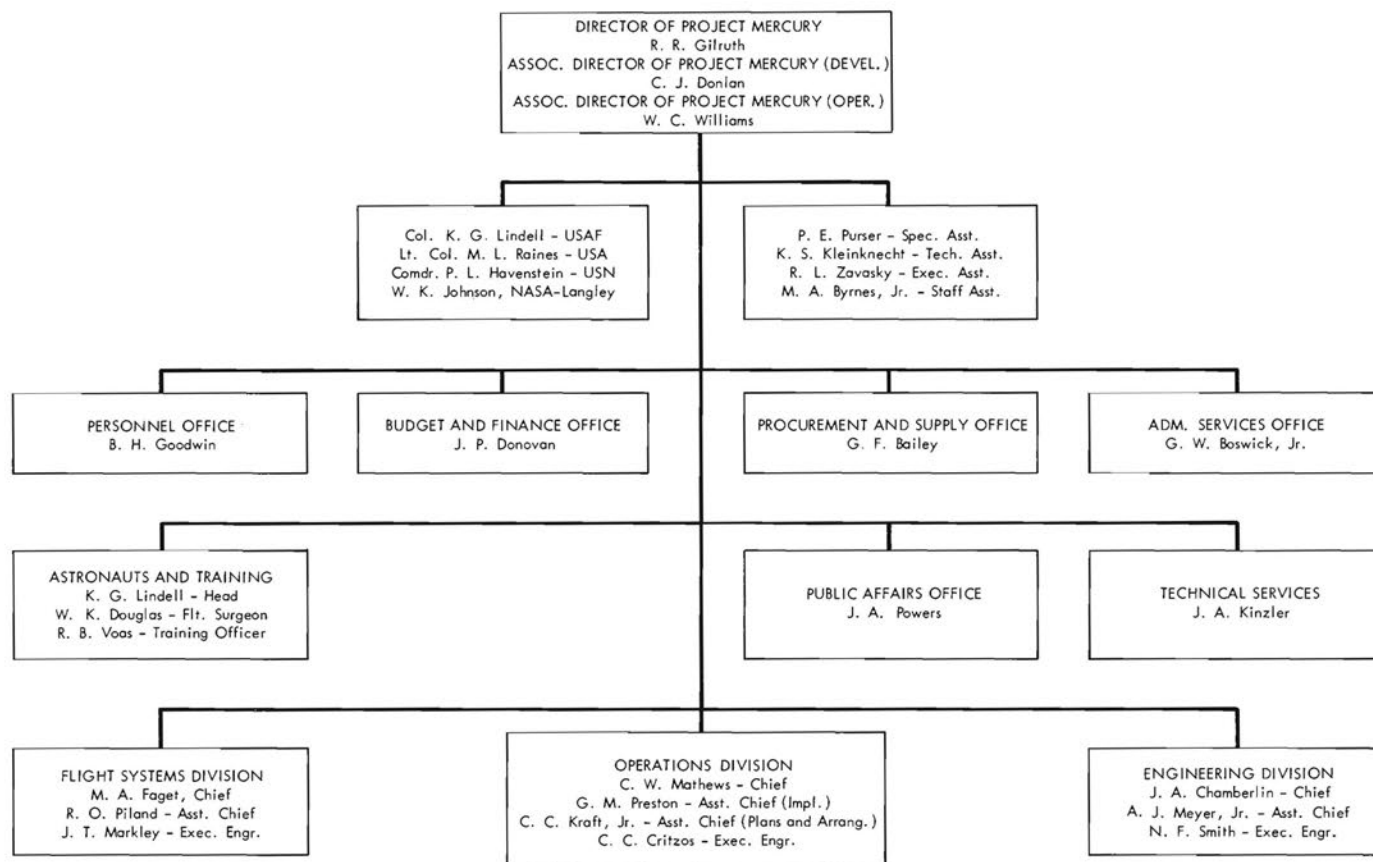 DIRECTOR OF PROJECT MERCURY
R. R. Gilruth
ASSOC. DIRECTOR OF PROJECT MERCURY (DEVEL.)
C. J. Donlan
ASSOC. DIRECTOR OF PROJECT MERCURY (OPER.)
W. C. Williams
Col. K. G. Lindell - USAF
Lt. Col. M. L. Raines - USA
Comdr. P. L. Havenstein - USN
W. K. Johnson, NASA-Langley
P. E. Purser - Spec. Asst.
K. S. Kleinknecht - Tech. Asst.
R. L. Zavasky - Exec. Asst.
M. A. Byrnes, Jr. - Staff Asst.
PERSONNEL OFFICE
B. H. Goodwin
BUDGET AND FINANCE OFFICE
J. P. Donovan
PROCUREMENT AND SUPPLY OFFICE
G. F. Bailey
ADM. SERVICES OFFICE
G. W. Boswick, Jr.
ASTRONAUTS AND TRAINING
K. G. Lindell - Head
W. K. Douglas - Flt. Surgeon
R. B. Voas - Training Officer
PUBLIC AFFAIRS OFFICE
J. A. Powers
TECHNICAL SERVICES
J. A. Kinzler
FLIGHT SYSTEMS DIVISION
M. A. Faget, Chief
R. O. Piland - Asst. Chief
J. T. Markley - Exec. Engr.
OPERATIONS DIVISION
C. W. Mathews - Chief
G. M. Preston - Asst. Chief (Impl.)
C. C. Kraft, Jr. - Asst. Chief (Plans and Arrang.)
C. C. Critzos - Exec. Engr.
ENGINEERING DIVISION
J. A. Chamberlin - Chief
A. J. Meyer, Jr. - Asst. Chief
N. F. Smith - Exec. Engr.